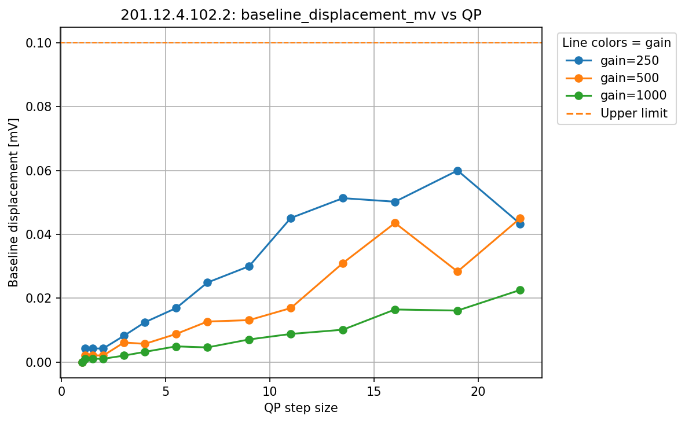 201.12.4.102.2: baseline_displacement_mv vs QP
Baseline displacement [mV]
0.10
0.08
0.06
0.04
0.02
0.00
0 5 10 15 20
QP step size
Line colors = gain
gain=250
gain=500
gain=1000
Upper limit